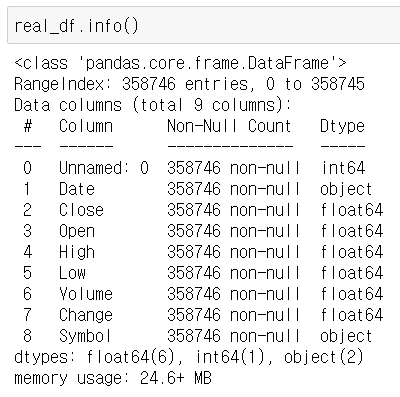 real_df.info()
<class 'pandas.core.frame.DataFrame'>
RangeIndex: 358746 entries, 0 to 358745
Data columns (total 9 columns):
 #   Column      Non-Null Count   Dtype
---  ------      --------------   -----
 0   Unnamed: 0  358746 non-null  int64
 1   Date        358746 non-null  object
 2   Close       358746 non-null  float64
 3   Open        358746 non-null  float64
 4   High        358746 non-null  float64
 5   Low         358746 non-null  float64
 6   Volume      358746 non-null  float64
 7   Change      358746 non-null  float64
 8   Symbol      358746 non-null  object
dtypes: float64(6), int64(1), object(2)
memory usage: 24.6+ MB